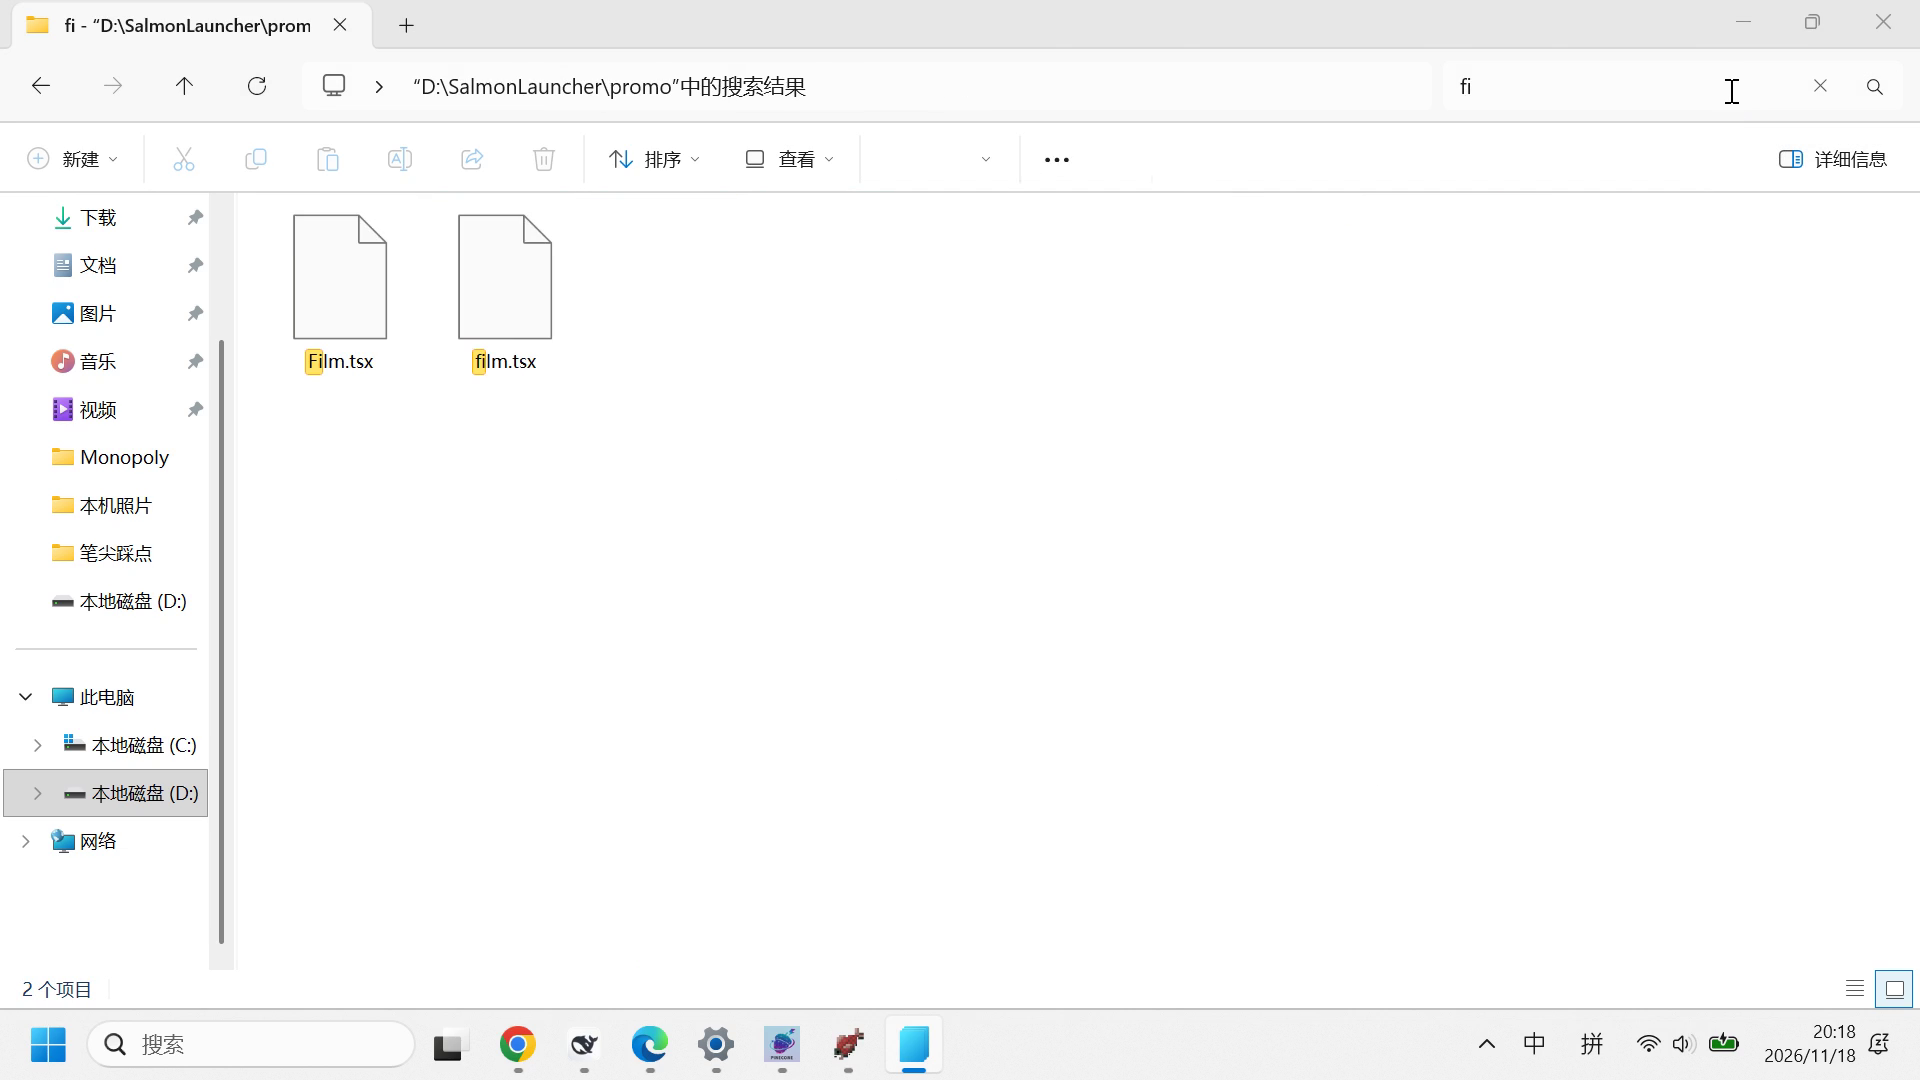 fi - “D:\SalmonLauncher\prom
“D:\SalmonLauncher\promo”中的搜索结果
fi
新建
排序
查看
详细信息
下载
文档
图片
音乐
视频
Monopoly
本机照片
笔尖踩点
本地磁盘 (D:)
此电脑
本地磁盘 (C:)
本地磁盘 (D:)
网络
Film.tsx
film.tsx
2 个项目
搜索
PINECONE
中
拼
20:18
2026/11/18